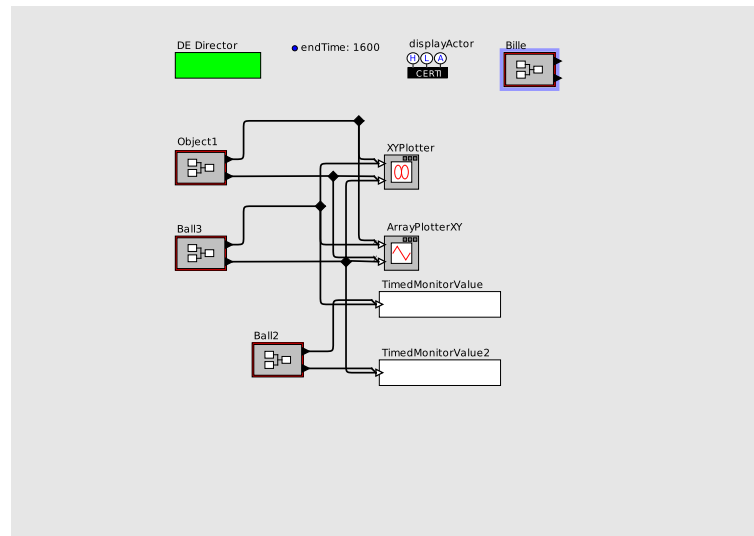 DE Director
endTime: 1600
displayActor
H L A
CERTI
Bille
Object1
XYPlotter
Ball3
ArrayPlotterXY
TimedMonitorValue
Ball2
TimedMonitorValue2